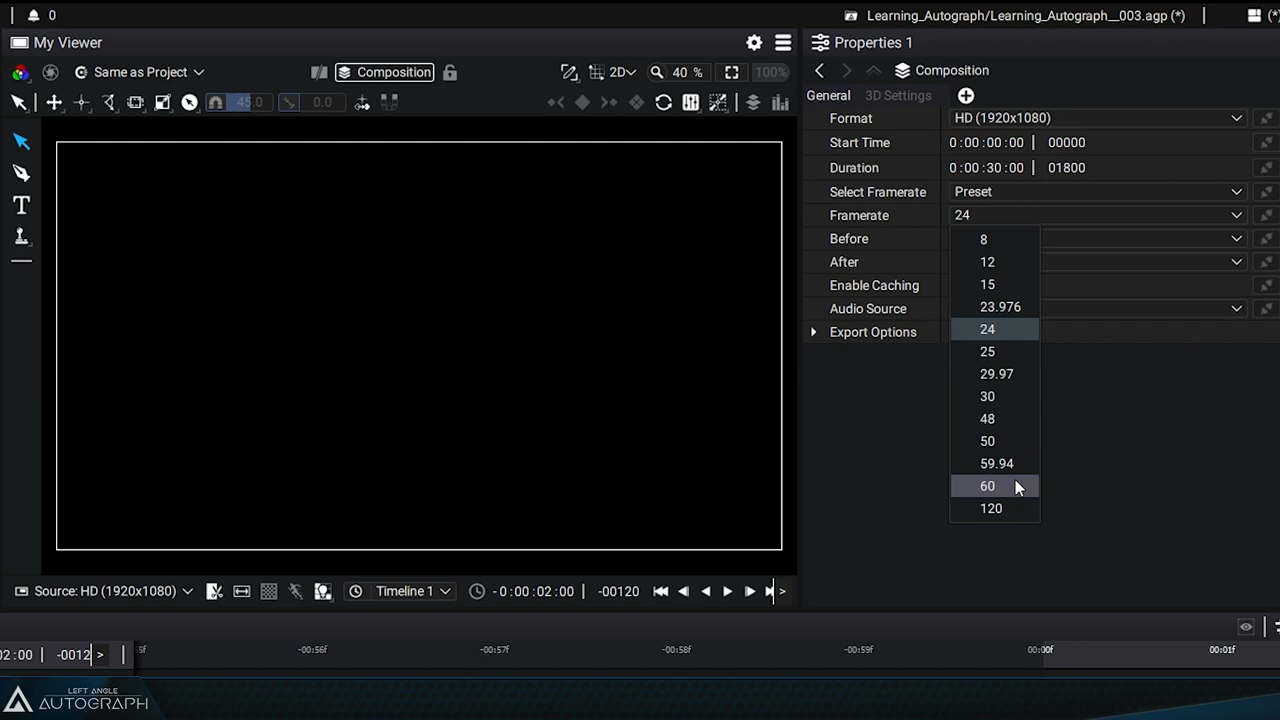 0
Learning_Autograph/Learning_Autograph__003.agp (*)
(*
My Viewer
Properties 1
Same as Project
Composition
2D
40 %
100%
Composition
45.0
0.0
General
3D Settings
Format
HD (1920x1080)
Start Time
0:00:00:00
00000
Duration
0:00:30:00
01800
Select Framerate
Preset
Framerate
24
Before
After
Enable Caching
Audio Source
Export Options
8
12
15
23.976
24
25
29.97
30
48
50
59.94
60
120
T
Source: HD (1920x1080)
Timeline 1
-0:00:02:00
-00120
>
02:00
-0012
>
5f
-00:56f
-00:57f
-00:58f
-00:59f
00:00f
00:01f
LEFT ANGLE
AUTOGRAPH